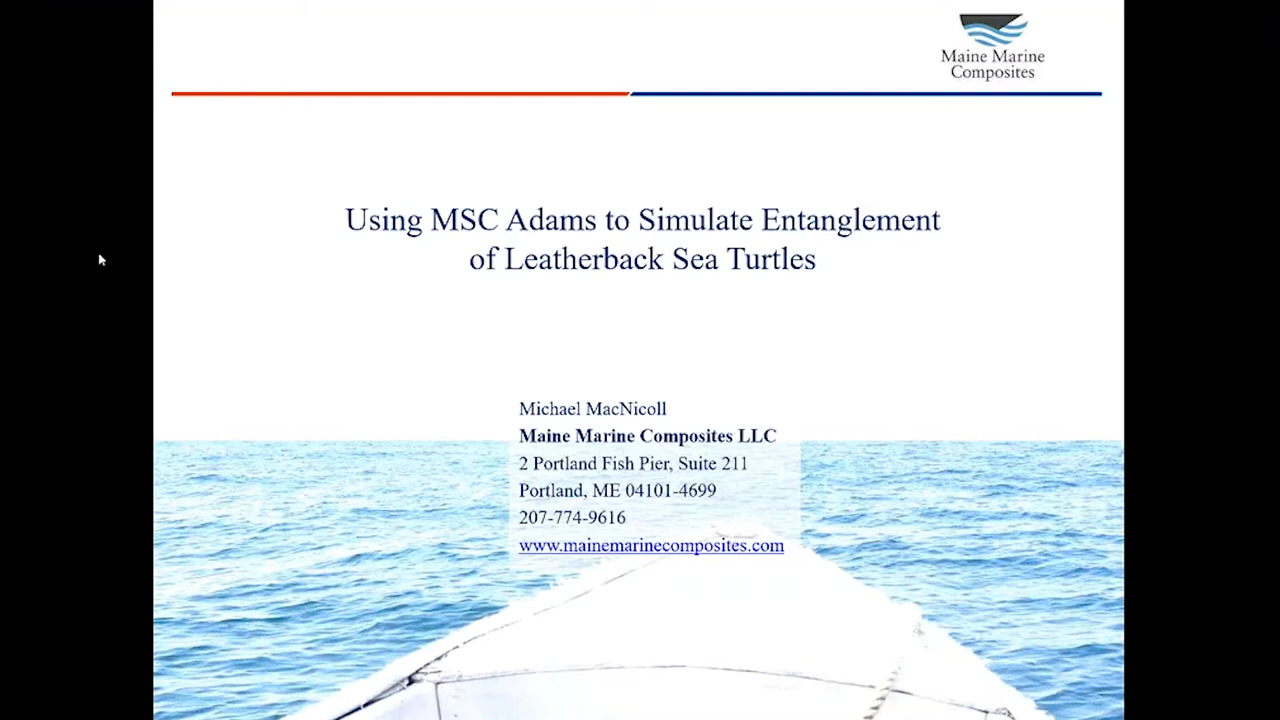 Maine Marine
Composites
Using MSC Adams to Simulate Entanglement
of Leatherback Sea Turtles
Michael MacNicoll
Maine Marine Composites LLC
2 Portland Fish Pier, Suite 211
Portland, ME 04101-4699
207-774-9616
www.mainemarinecomposites.com